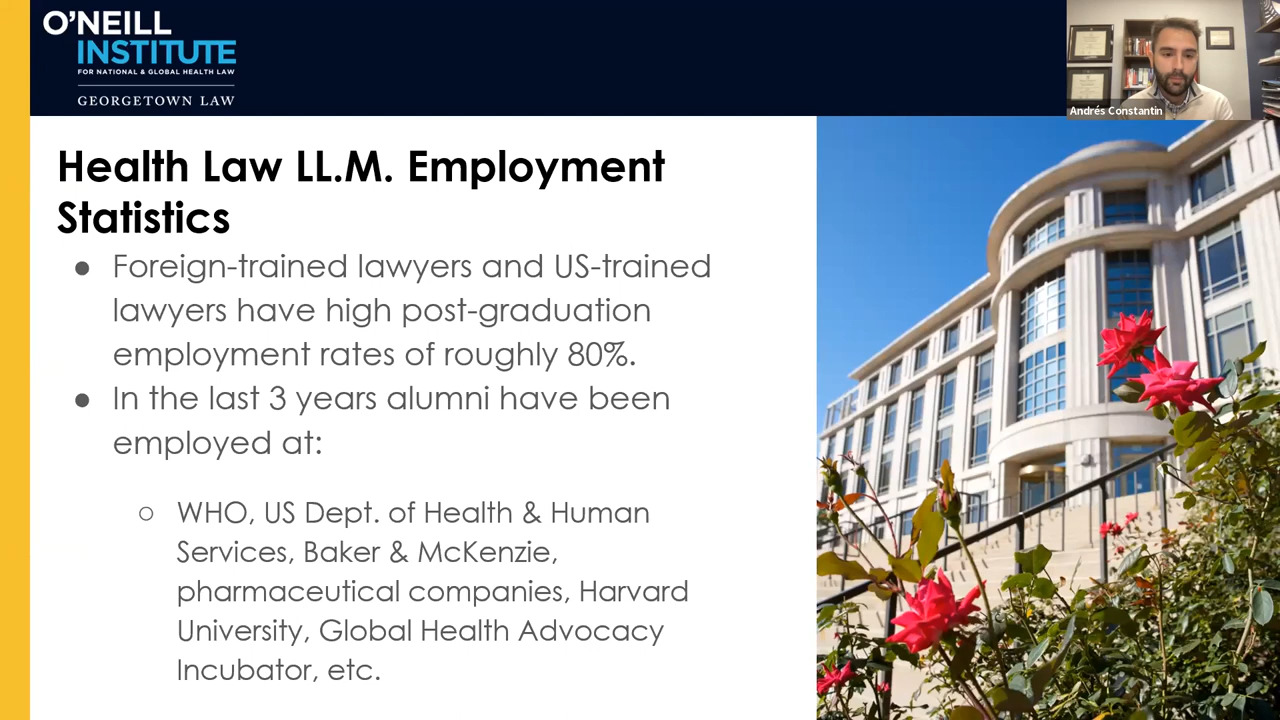 O'NEILL
INSTITUTE
FOR NATIONAL & GLOBAL HEALTH LAW
GEORGETOWN LAW
Andrés Constantin
Health Law LL.M. Employment
Statistics
● Foreign-trained lawyers and US-trained
lawyers have high post-graduation
employment rates of roughly 80%.
● In the last 3 years alumni have been
employed at:
○ WHO, US Dept. of Health & Human
Services, Baker & McKenzie,
pharmaceutical companies, Harvard
University, Global Health Advocacy
Incubator, etc.